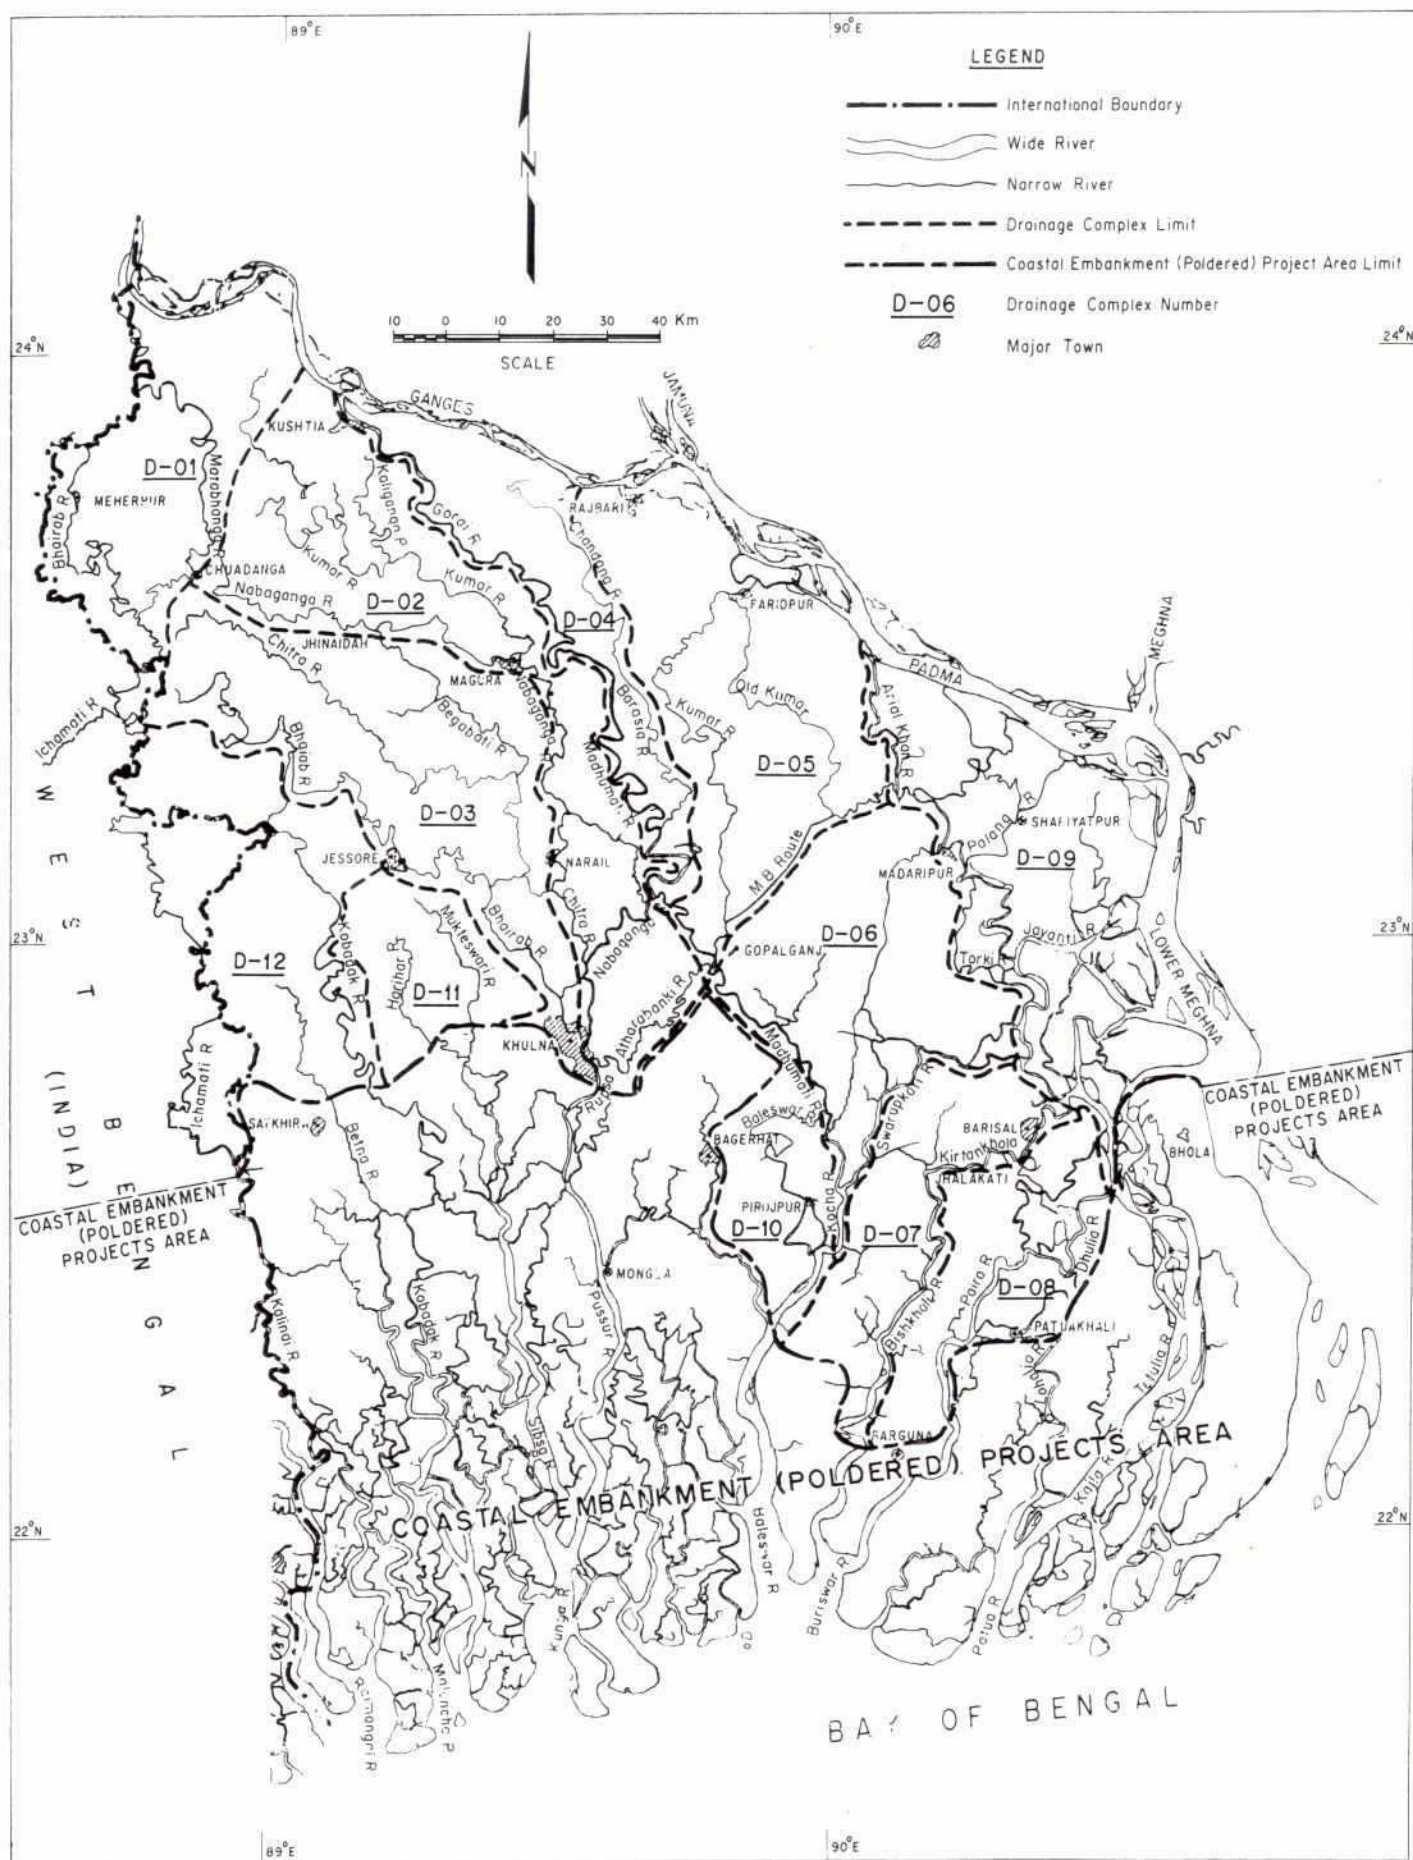 89°E
90°E
LEGEND
International Boundary
Wide River
Narrow River
Drainage Complex Limit
Coastal Embankment (Poldered) Project Area Limit
D-06 Drainage Complex Number
Major Town
N
10 0 10 20 30 40 Km
SCALE
24°N
24°N
GANGES
JAMUNA
KUSHTIA
D-01
Marabhanga R
MEHERPUR
Bhairab R
Gorai R
RAJBARI
Chandana R
CHUADANGA
Kumar R
Kumar R
Nabaganga R
D-02
D-04
FARIDPUR
MEGHNA
PADMA
JHINAIDAH
Chitra R
MAGURA
Nabaganga R
Begabati R
Barasia R
Kumar R
Old Kumar
Arial Khan R
Ichamati R
Bhairab R
D-05
D-03
Palang R
SHARIYATPUR
JESSORE
NARAIL
M.B Route
MADARIPUR
D-09
Chitra R
Bhairab R
Mukteswari R
Kobadak R
Harihar R
Nabaganga
D-06
Jayanti R
Torki
LOWER MEGHNA
23°N
23°N
GOPALGANJ
D-12
D-11
Atharabanki R
KHULNA
Rupsa
Madhumati R
Swarupkati R
Ichamati R
WEST BENGAL
(INDIA)
COASTAL EMBANKMENT
(POLDERED)
PROJECTS AREA
SATKHIRA
Betna R
BAGERHAT
Baleswar R
BARISAL
Kirtankhola
JHALAKATI
BHOLA
COASTAL EMBANKMENT
(POLDERED)
PROJECTS AREA
PIROJPUR
D-10
Kocha R
D-07
Dhulia R
MONGLA
Pussur R
Bishkhali R
Paira R
D-08
PATUAKHALI
Kobadak R
Sibsa R
Tetulia R
BARGUNA
COASTAL EMBANKMENT (POLDERED) PROJECTS AREA
Kajla R
22°N
22°N
Baleswar R
Buriswar R
Patua R
Kunga R
Malancha R
BAY OF BENGAL
89°E
90°E